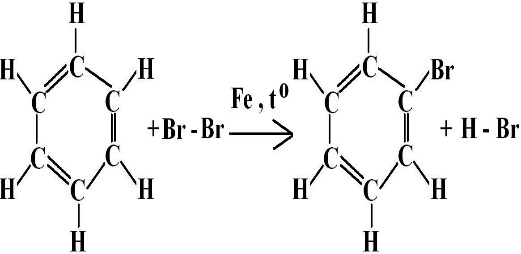 H H
H C H H C Br
C C Fe , t⁰ C C
+Br - Br + H - Br
C C C C
H C H H C H
H H